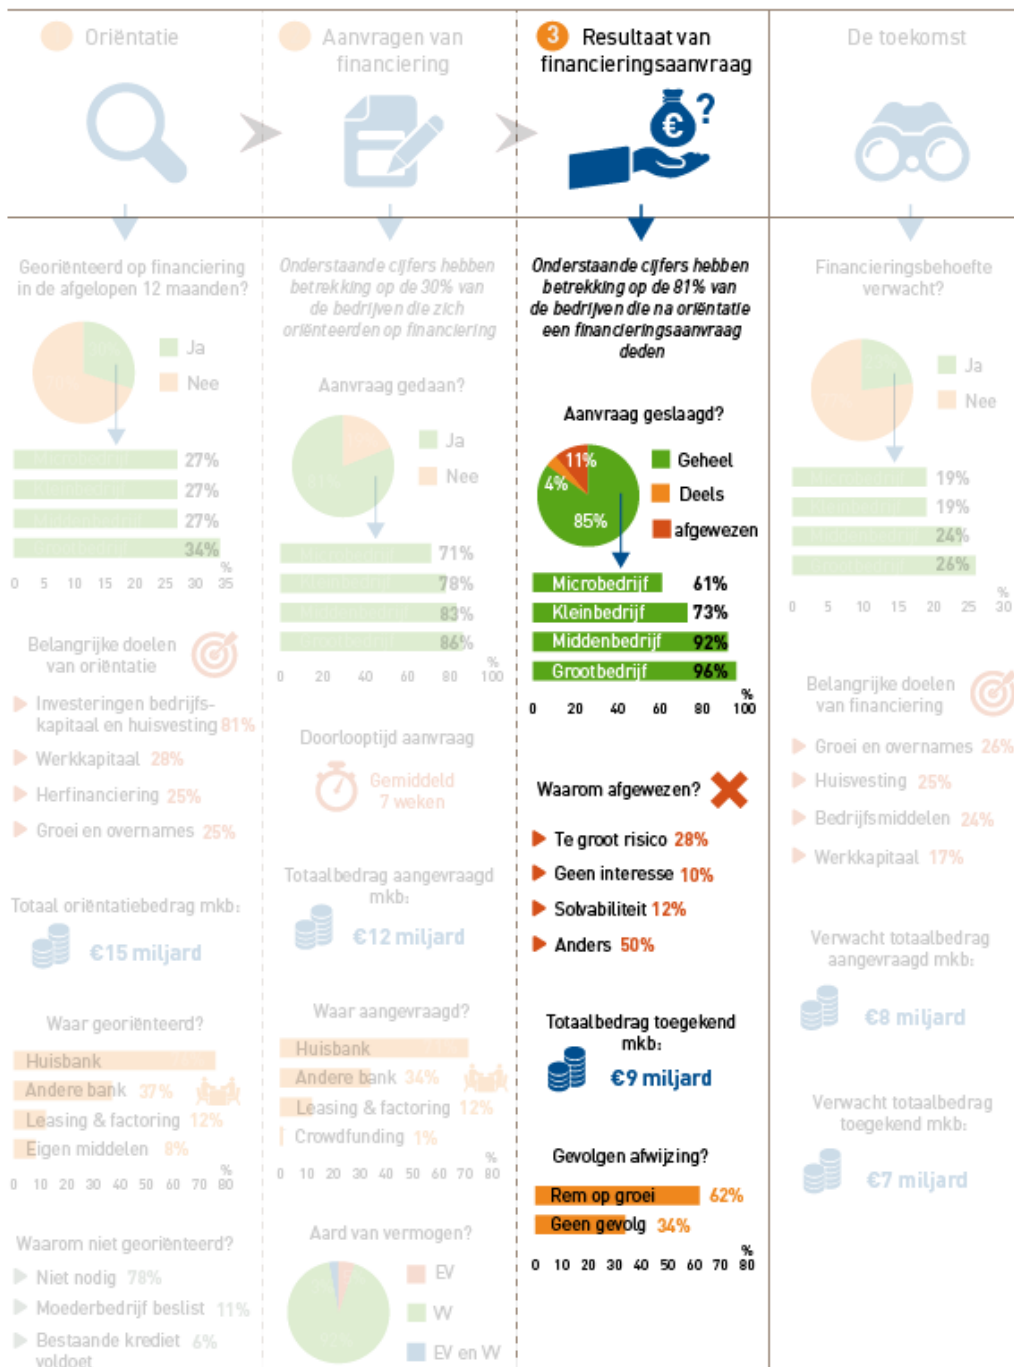 Oriëntatie
Georiënteerd op financiering
in de afgelopen 12 maanden?
Ja
Nee
Microbedrijf 27%
Kleinbedrijf 27%
Middenbedrijf 27%
Grootbedrijf 34%
%
0 5 10 15 20 25 30 35
Belangrijke doelen
van oriëntatie
Investeringen bedrijfs-
kapitaal en huisvesting 81%
Werkkapitaal 28%
Herfinanciering 25%
Groei en overnames 25%
Totaal oriëntatiebedrag mkb:
€15 miljard
Waar georiënteerd?
Huisbank
Andere bank 37%
Leasing & factoring 12%
Eigen middelen 8%
%
0 10 20 30 40 50 60 70 80
Waarom niet georiënteerd?
Niet nodig 78%
Moederbedrijf beslist 11%
Bestaande krediet 6%
voldoet
Aanvragen van
financiering
Onderstaande cijfers hebben
betrekking op de 30% van
de bedrijven die zich
oriënteerden op financiering
Aanvraag gedaan?
Ja
Nee
Microbedrijf 71%
Kleinbedrijf 78%
Middenbedrijf 83%
Grootbedrijf 86%
%
0 20 40 60 80 100
Doorlooptijd aanvraag
Gemiddeld
7 weken
Totaalbedrag aangevraagd
mkb:
€12 miljard
Waar aangevraagd?
Huisbank
Andere bank 34%
Leasing & factoring 12%
Crowdfunding 1%
%
0 10 20 30 40 50 60 70 80
Aard van vermogen?
EV
VV
EV en VV
3 Resultaat van
financieringsaanvraag
€ ?
Onderstaande cijfers hebben
betrekking op de 81% van
de bedrijven die na oriëntatie
een financieringsaanvraag
deden
Aanvraag geslaagd?
11%
4%
85%
Geheel
Deels
afgewezen
Microbedrijf 61%
Kleinbedrijf 73%
Middenbedrijf 92%
Grootbedrijf 96%
%
0 20 40 60 80 100
Waarom afgewezen?
Te groot risico 28%
Geen interesse 10%
Solvabiliteit 12%
Anders 50%
Totaalbedrag toegekend
mkb:
€9 miljard
Gevolgen afwijzing?
Rem op groei 62%
Geen gevolg 34%
%
0 10 20 30 40 50 60 70 80
De toekomst
Financieringsbehoefte
verwacht?
Ja
Nee
Microbedrijf 19%
Kleinbedrijf 19%
Middenbedrijf 24%
Grootbedrijf 26%
%
0 5 10 15 20 25 30
Belangrijke doelen
van financiering
Groei en overnames 26%
Huisvesting 25%
Bedrijfsmiddelen 24%
Werkkapitaal 17%
Verwacht totaalbedrag
aangevraagd mkb:
€8 miljard
Verwacht totaalbedrag
toegekend mkb:
€7 miljard